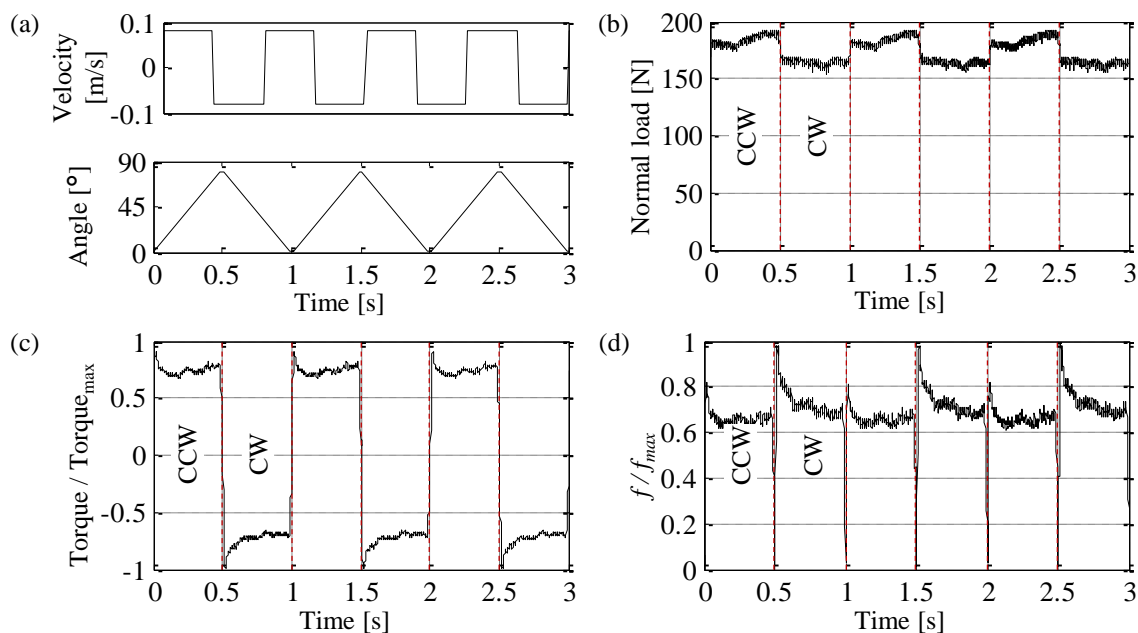 (a)
Velocity
[m/s]
0.1
0
-0.1
Angle [°]
90
45
0
0 0.5 1 1.5 2 2.5 3
Time [s]
(b)
Normal load [N]
200
150
100
50
0
CCW
CW
0 0.5 1 1.5 2 2.5 3
Time [s]
(c)
Torque / Torquemax
1
0.5
0
-0.5
-1
CCW
CW
0 0.5 1 1.5 2 2.5 3
Time [s]
(d)
f / fmax
1
0.8
0.6
0.4
0.2
0
CCW
CW
0 0.5 1 1.5 2 2.5 3
Time [s]